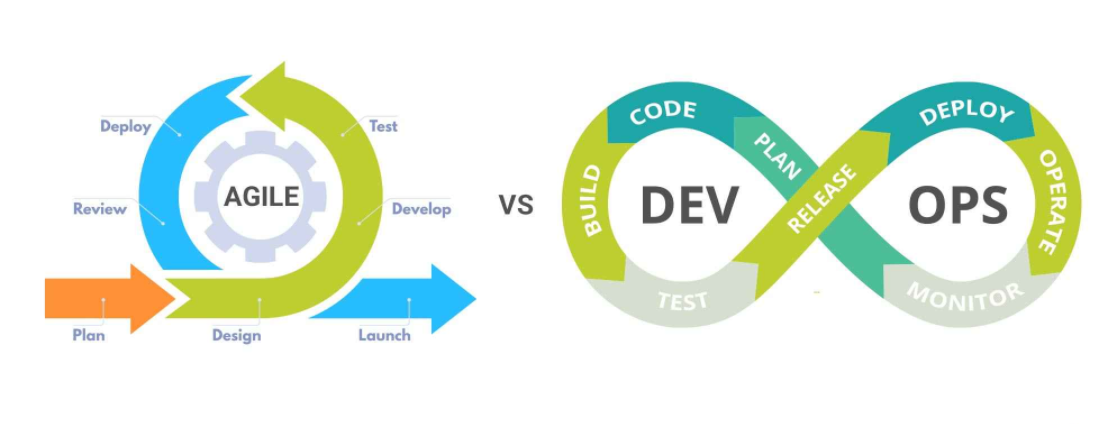 Deploy
Test
AGILE
Review
Develop
Plan
Design
Launch
VS
CODE
PLAN
BUILD
DEV
TEST
RELEASE
DEPLOY
OPS
OPERATE
MONITOR